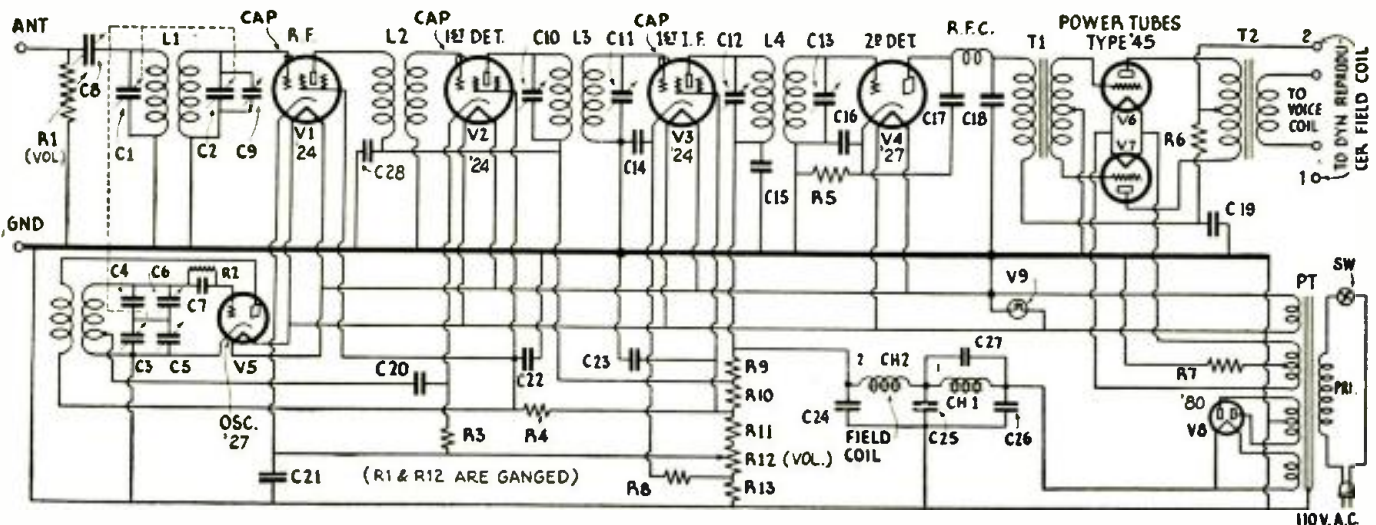 ANT
C8
R1
(VOL)
C1
L1
C2
C9
CAP
R.F.
V1
'24
C28
L2
CAP
1ST DET.
V2
'24
C10
L3
C11
C14
CAP
1ST I.F.
V3
'24
C12
C15
L4
C13
C16
R5
2D DET.
V4
'27
C17
R.F.C.
C18
T1
POWER TUBES
TYPE '45
V6
V7
R6
T2
C19
2
TO
VOICE
COIL
1
TO DYN REPRODU
CER FIELD COIL
GND
C4
C6
R2
C7
C3
C5
V5
OSC.
'27
C20
C21
R3
C22
R4
C23
R8
R9
R10
R11
R12 (VOL.)
R13
(R1 & R12 ARE GANGED)
2
CH2
1
C27
CH1
C24
FIELD
COIL
C25
C26
V9
R7
'80
V8
PT
PRI.
SW
110V.A.C.